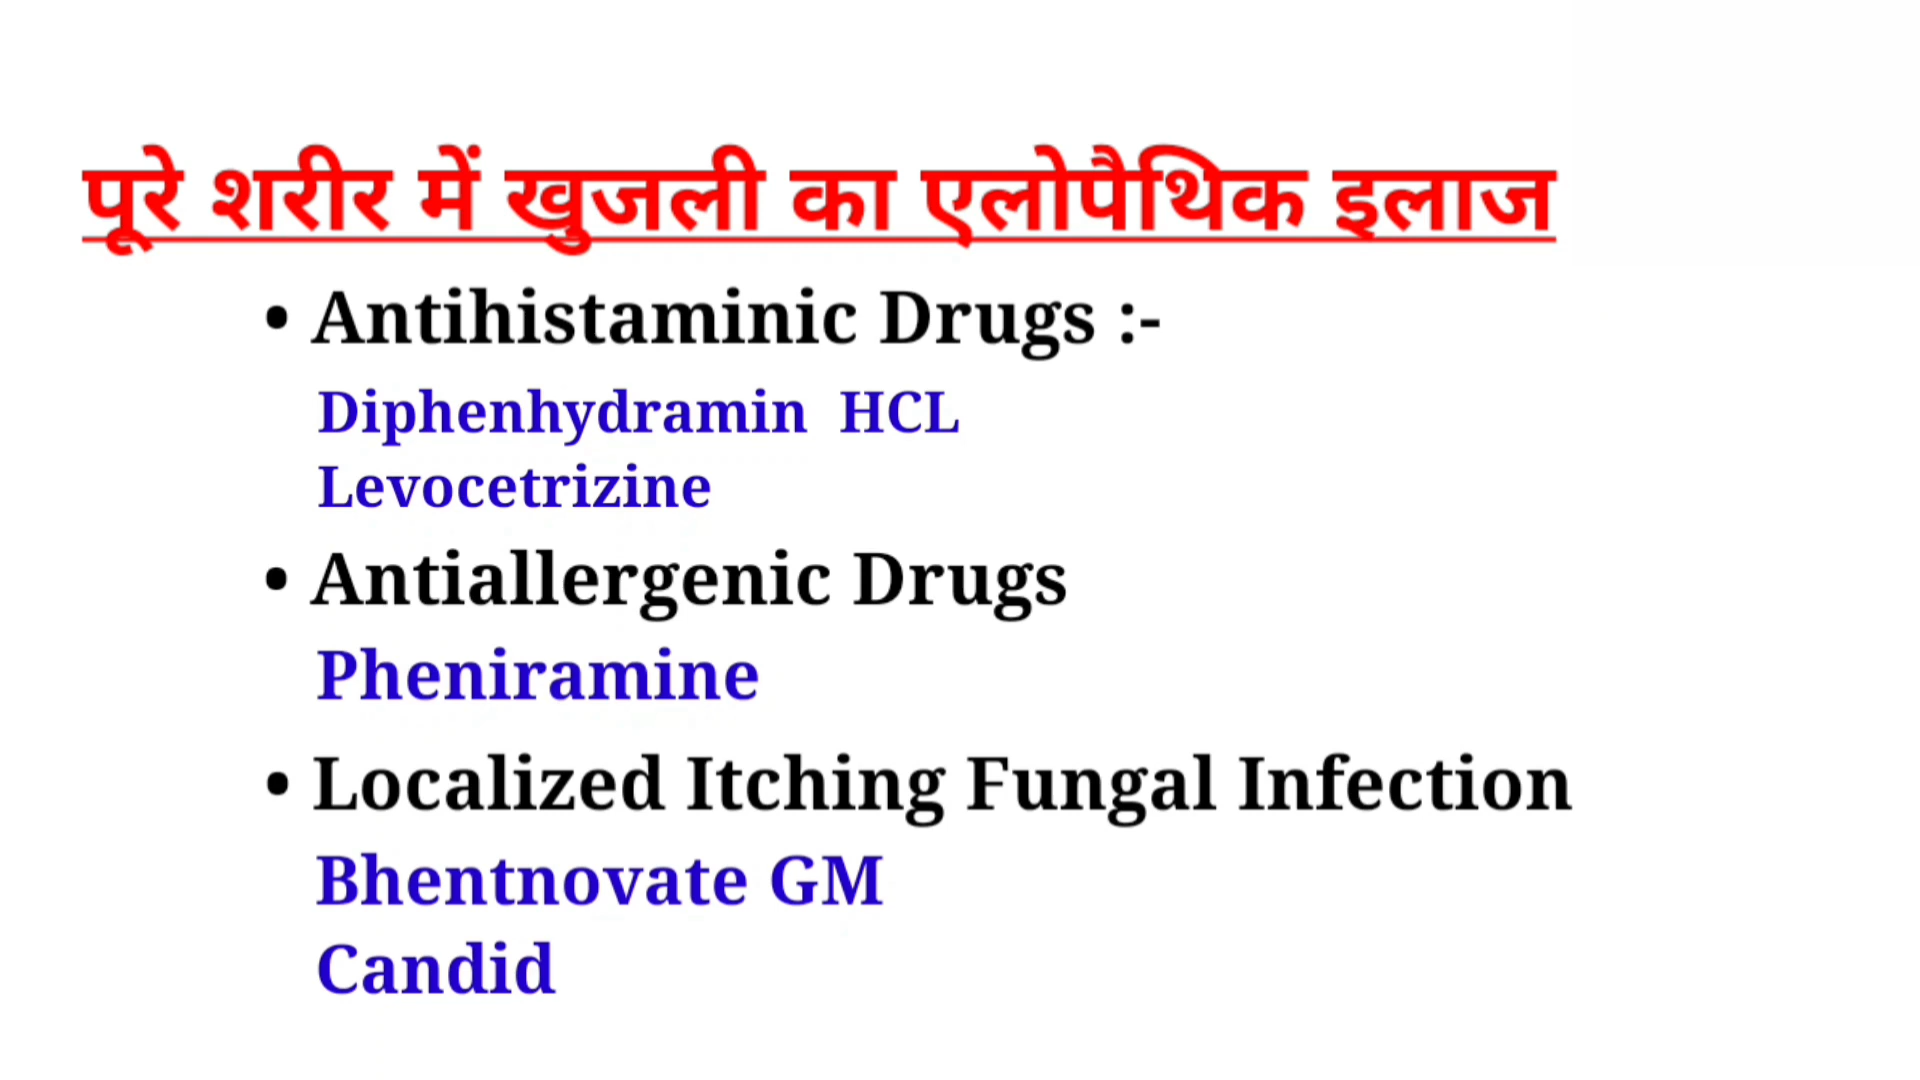 पूरे शरीर में खुजली का एलोपैथिक इलाज
• Antihistaminic Drugs :-
Diphenhydramin HCL
Levocetrizine
• Antiallergenic Drugs
Pheniramine
• Localized Itching Fungal Infection
Bhentnovate GM
Candid